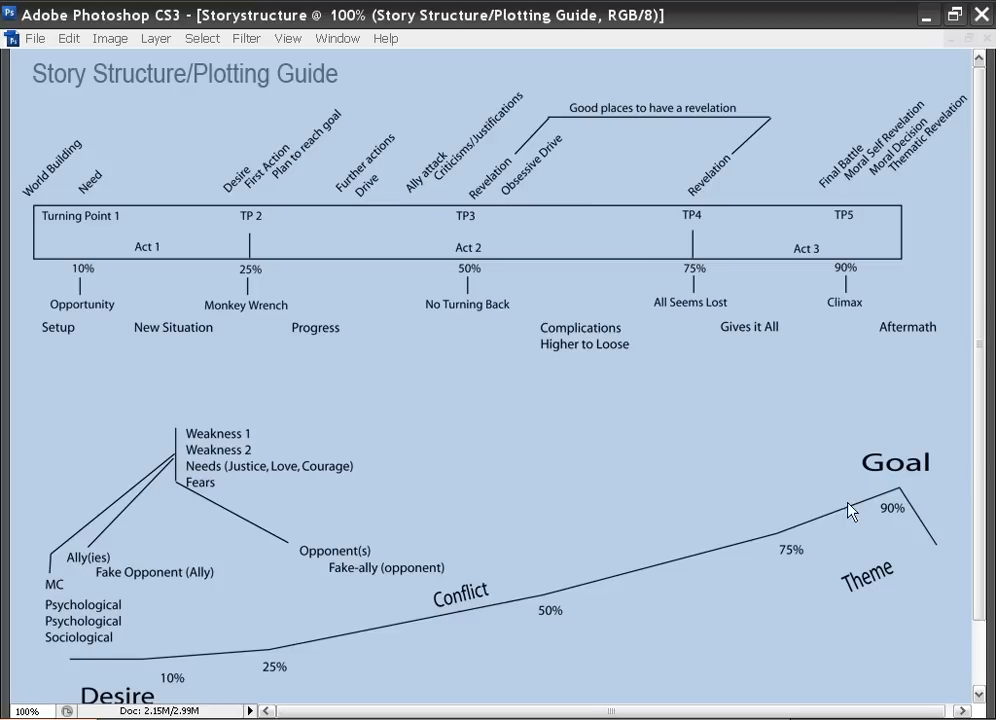 Adobe Photoshop CS3 - [Storystructure @ 100% (Story Structure/Plotting Guide, RGB/8)]
File Edit Image Layer Select Filter View Window Help
Story Structure/Plotting Guide
World Building
Need
Desire
First Action
Plan to reach goal
Further actions
Drive
Ally attack
Criticisms/Justifications
Revelation
Obsessive Drive
Good places to have a revelation
Revelation
Final Battle
Moral Self Revelation
Moral Decision
Thematic Revelation
Turning Point 1 TP 2 TP3 TP4 TP5
Act 1 Act 2 Act 3
10% 25% 50% 75% 90%
Opportunity Monkey Wrench No Turning Back All Seems Lost Climax
Setup New Situation Progress Complications Gives it All Aftermath
Higher to Loose
Weakness 1
Weakness 2
Needs (Justice, Love, Courage)
Fears
Ally(ies)
Fake Opponent (Ally)
MC
Psychological
Psychological
Sociological
Opponent(s)
Fake-ally (opponent)
Goal
90%
75%
Theme
Conflict
50%
25%
10%
Desire
100% Doc: 2.15M/2.99M